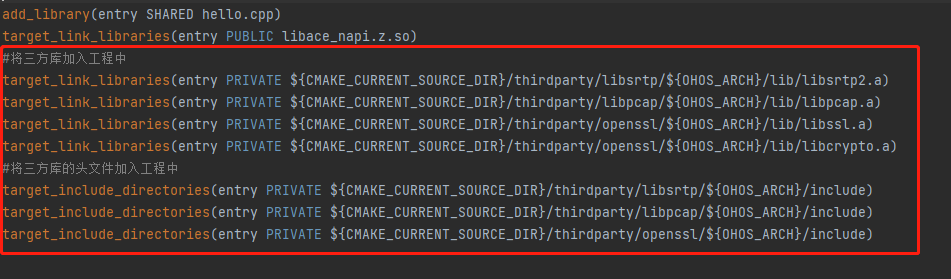 add_library(entry SHARED hello.cpp)
target_link_libraries(entry PUBLIC libace_napi.z.so)
#将三方库加入工程中
target_link_libraries(entry PRIVATE ${CMAKE_CURRENT_SOURCE_DIR}/thirdparty/libsrtp/${OHOS_ARCH}/lib/libsrtp2.a)
target_link_libraries(entry PRIVATE ${CMAKE_CURRENT_SOURCE_DIR}/thirdparty/libpcap/${OHOS_ARCH}/lib/libpcap.a)
target_link_libraries(entry PRIVATE ${CMAKE_CURRENT_SOURCE_DIR}/thirdparty/openssl/${OHOS_ARCH}/lib/libssl.a)
target_link_libraries(entry PRIVATE ${CMAKE_CURRENT_SOURCE_DIR}/thirdparty/openssl/${OHOS_ARCH}/lib/libcrypto.a)
#将三方库的头文件加入工程中
target_include_directories(entry PRIVATE ${CMAKE_CURRENT_SOURCE_DIR}/thirdparty/libsrtp/${OHOS_ARCH}/include)
target_include_directories(entry PRIVATE ${CMAKE_CURRENT_SOURCE_DIR}/thirdparty/libpcap/${OHOS_ARCH}/include)
target_include_directories(entry PRIVATE ${CMAKE_CURRENT_SOURCE_DIR}/thirdparty/openssl/${OHOS_ARCH}/include)